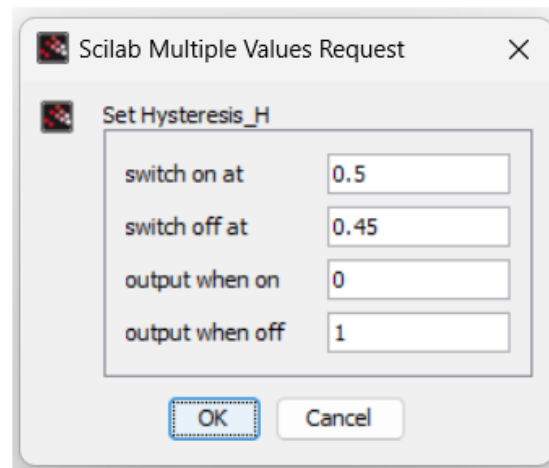 Scilab Multiple Values Request
Set Hysteresis_H
switch on at 0.5
switch off at 0.45
output when on 0
output when off 1
OK Cancel